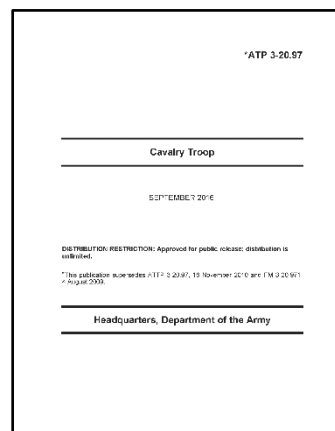 *ATP 3-20.97
Cavalry Troop
SEPTEMBER 2016
DISTRIBUTION RESTRICTION: Approved for public release; distribution is
unlimited.
*This publication supersedes ATTP 3-20.97, 16 November 2010 and FM 3-20.971
4 August 2009.
Headquarters, Department of the Army